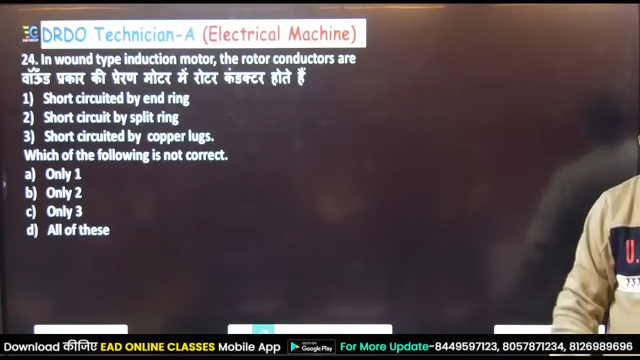 EG DRDO Technician-A (Electrical Machine)
24. In wound type induction motor, the rotor conductors are
वॉऊँड प्रकार की प्रेरण मोटर में रोटर कंडक्टर होते हैं
1) Short circuited by end ring
2) Short circuit by split ring
3) Short circuited by copper lugs.
Which of the following is not correct.
a) Only 1
b) Only 2
c) Only 3
d) All of these
U.
Download कीजिए EAD ONLINE CLASSES Mobile App Google Play For More Update-8449597123, 8057871234, 8126989696